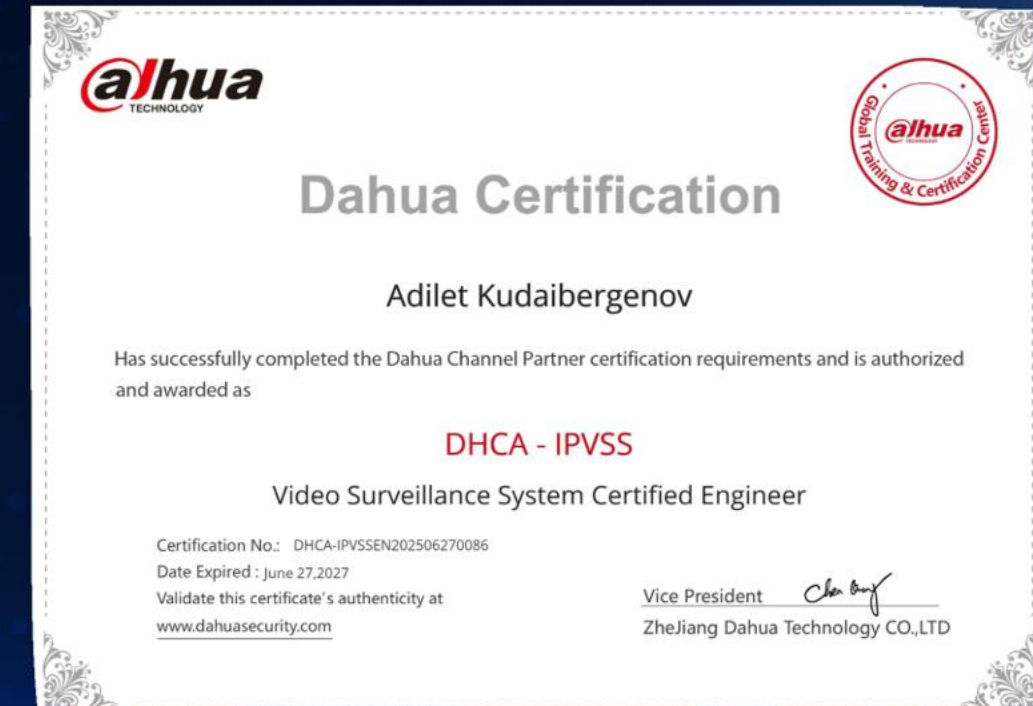 alhua
TECHNOLOGY
Global Training & Certification Center
alhua
TECHNOLOGY
Dahua Certification
Adilet Kudaibergenov
Has successfully completed the Dahua Channel Partner certification requirements and is authorized
and awarded as
DHCA - IPVSS
Video Surveillance System Certified Engineer
Certification No.: DHCA-IPVSSEN202506270086
Date Expired : June 27,2027
Validate this certificate's authenticity at
www.dahuasecurity.com
Vice President
ZheJiang Dahua Technology CO.,LTD